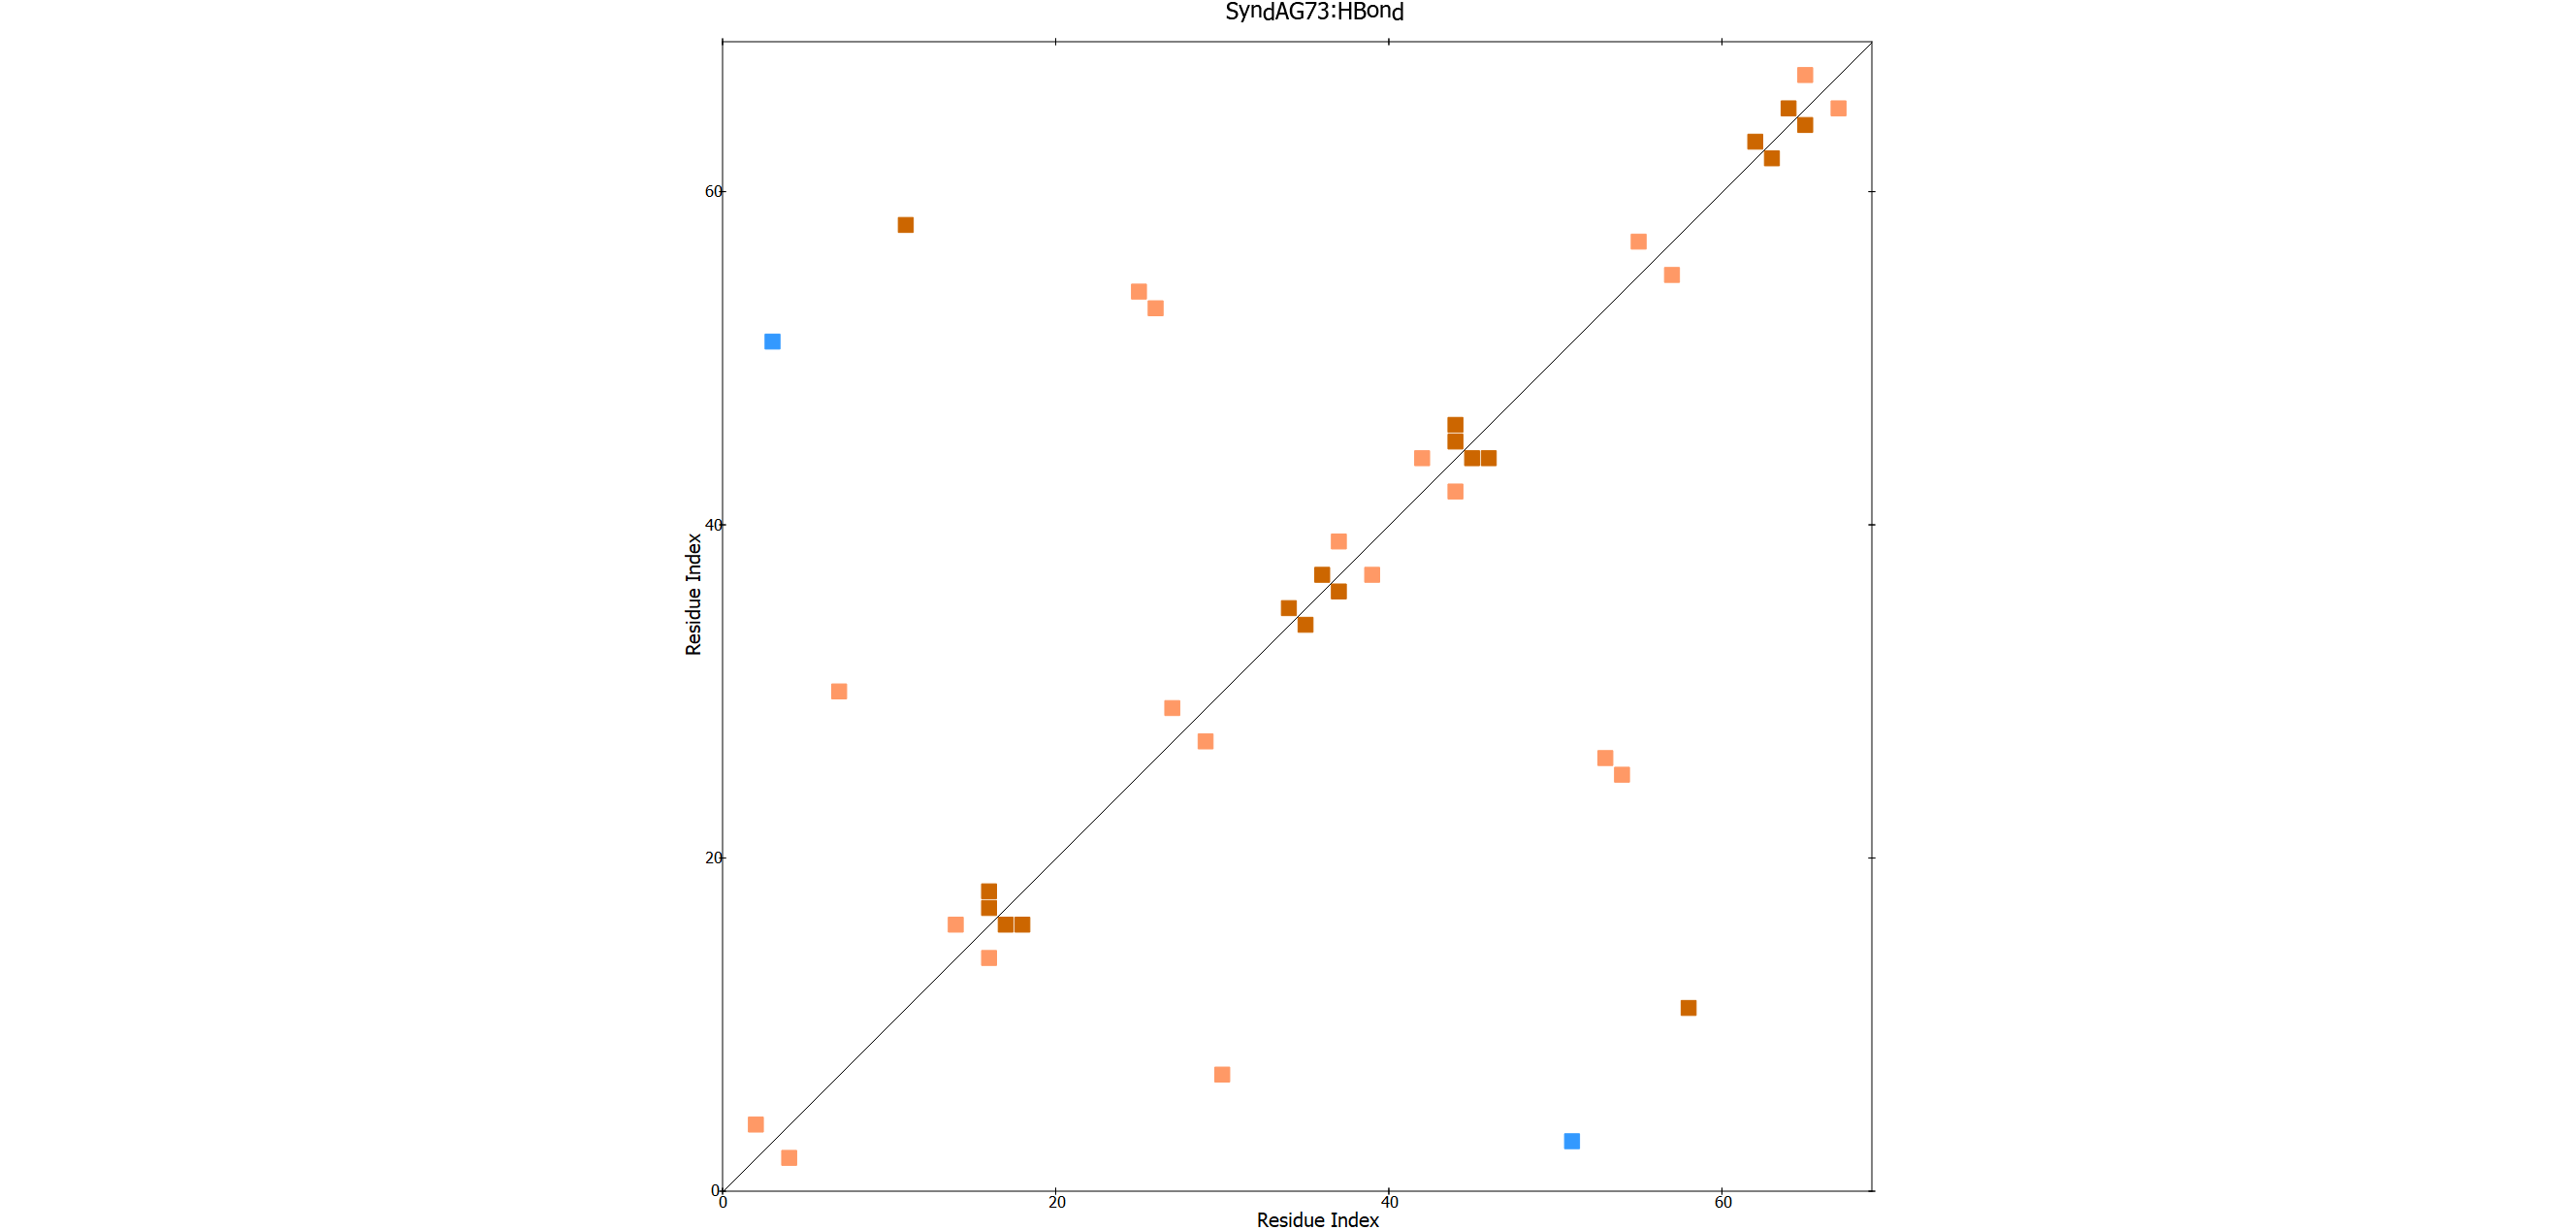 SyndAG73:HBond
60
40
Residue Index
20
0
0 20 40 60
Residue Index